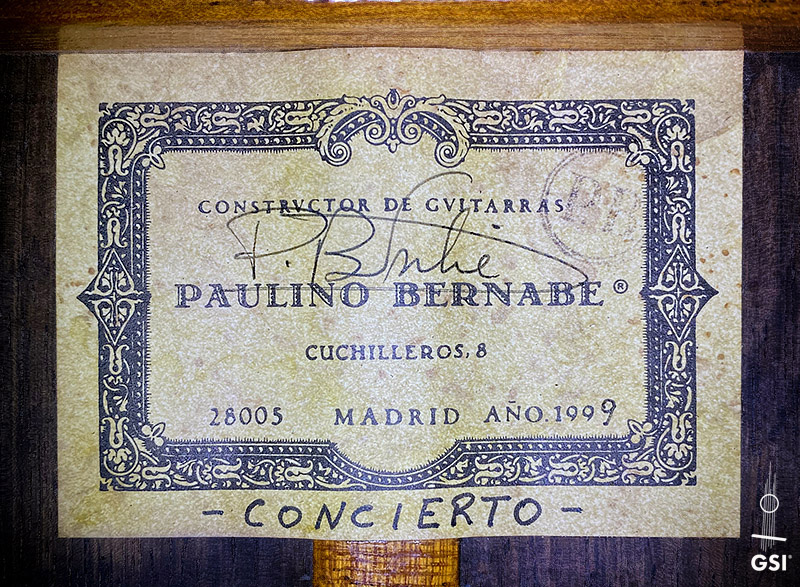 CONSTRVCTOR DE GVITARRAS
P. Bernabe
PAULINO BERNABE®
CUCHILLEROS, 8
28005 MADRID AÑO.1999
- CONCIERTO -
GSI®